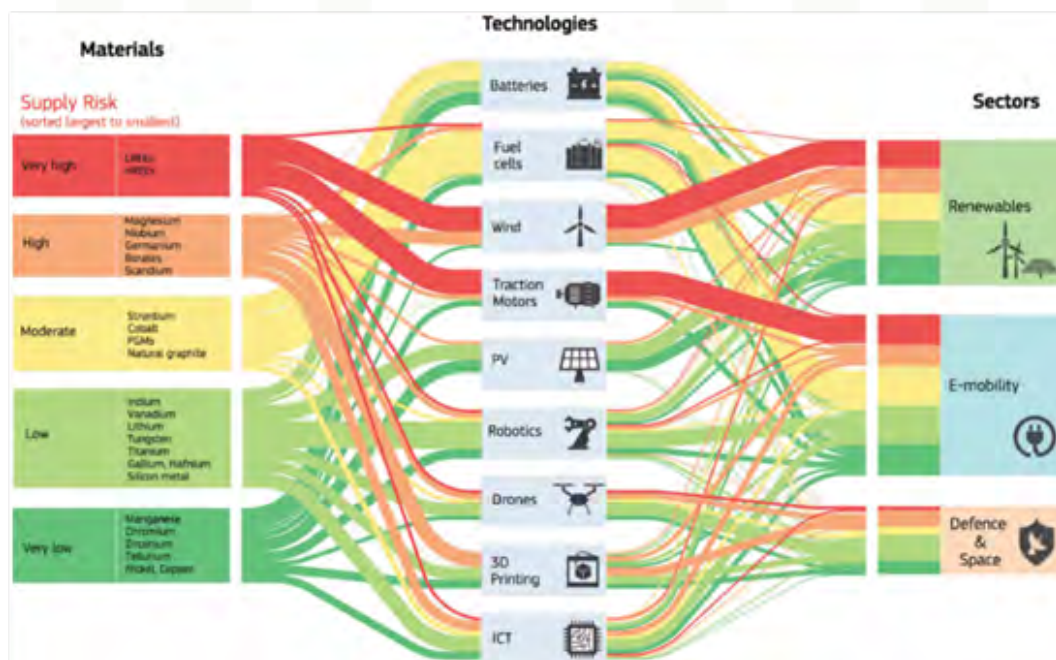 Materials
Supply Risk
(sorted largest to smallest)
Very high
LREEs
HREEs
High
Magnesium
Niobium
Germanium
Borates
Scandium
Moderate
Strontium
Cobalt
PGMs
Natural graphite
Low
Indium
Vanadium
Lithium
Tungsten
Titanium
Gallium, Hafnium
Silicon metal
Very low
Manganese
Chromium
Zirconium
Tellurium
Nickel, Copper
Technologies
Batteries
Fuel
cells
Wind
Traction
Motors
PV
Robotics
Drones
3D
Printing
ICT
Sectors
Renewables
E-mobility
Defence
&
Space